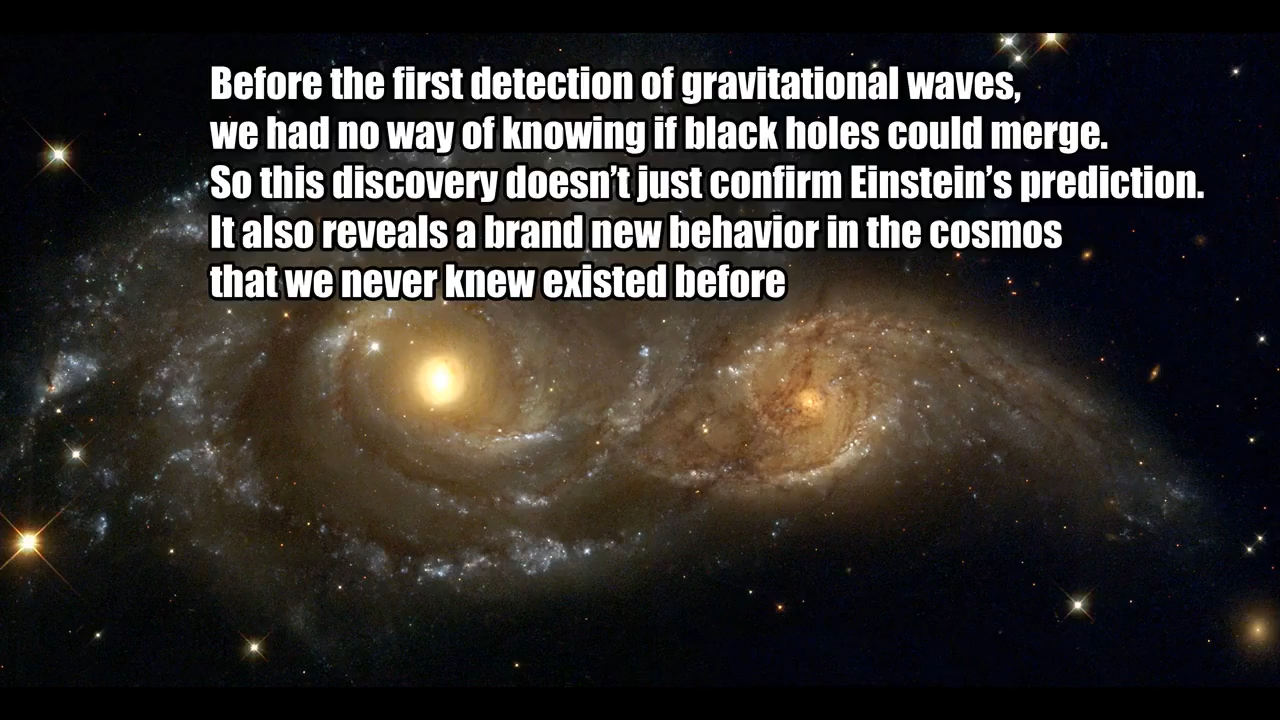 Before the first detection of gravitational waves,
we had no way of knowing if black holes could merge.
So this discovery doesn’t just confirm Einstein’s prediction.
It also reveals a brand new behavior in the cosmos
that we never knew existed before